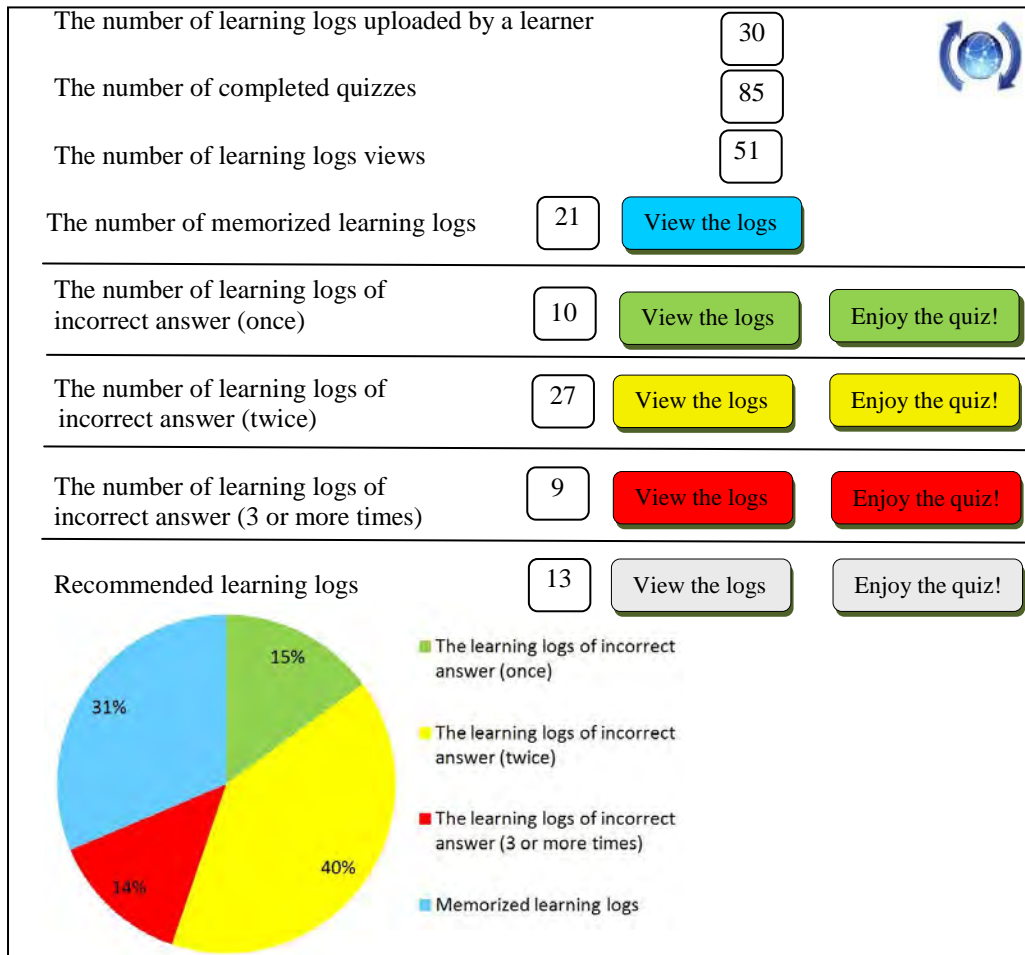 The number of learning logs uploaded by a learner
30
The number of completed quizzes
85
The number of learning logs views
51
The number of memorized learning logs
21
View the logs
The number of learning logs of
incorrect answer (once)
10
View the logs
Enjoy the quiz!
The number of learning logs of
incorrect answer (twice)
27
View the logs
Enjoy the quiz!
The number of learning logs of
incorrect answer (3 or more times)
9
View the logs
Enjoy the quiz!
Recommended learning logs
13
View the logs
Enjoy the quiz!
15%
31%
40%
14%
The learning logs of incorrect
answer (once)
The learning logs of incorrect
answer (twice)
The learning logs of incorrect
answer (3 or more times)
Memorized learning logs